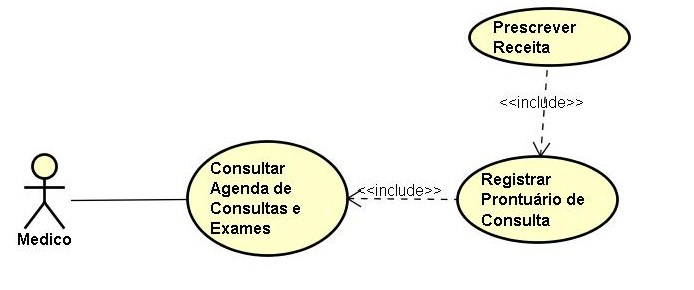 Prescrever
Receita
<<include>>
Consultar
Agenda de
Consultas e
Exames
<<include>>
Registrar
Prontuário de
Consulta
Medico